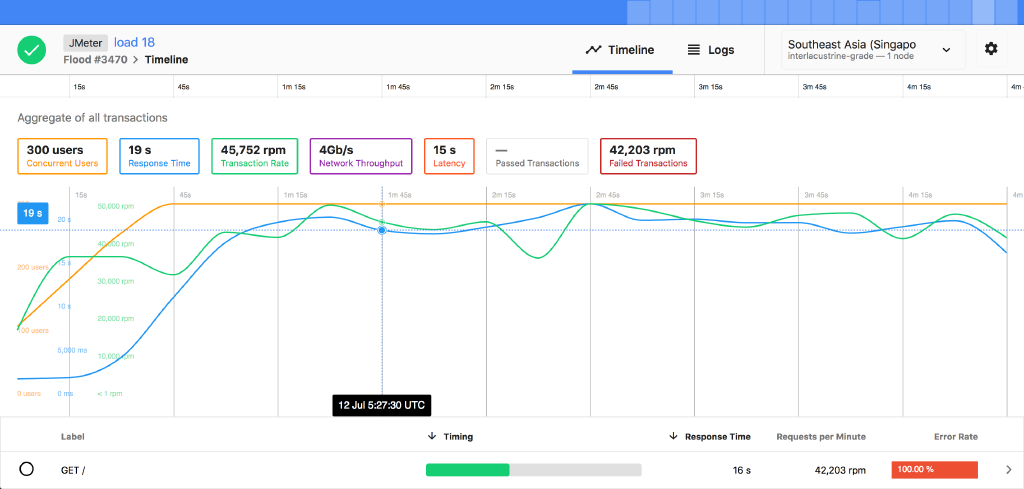 JMeter load 18
Flood #3470 > Timeline
Timeline
Logs
Southeast Asia (Singapo
interlacustrine-grade — 1 node
15s 45s 1m 15s 1m 45s 2m 15s 2m 45s 3m 15s 3m 45s 4m 15s 4m
Aggregate of all transactions
300 users
Concurrent Users
19 s
Response Time
45,752 rpm
Transaction Rate
4Gb/s
Network Throughput
15 s
Latency
—
Passed Transactions
42,203 rpm
Failed Transactions
15s 45s 1m 15s 1m 45s 2m 15s 2m 45s 3m 15s 3m 45s 4m 15s 4m
19 s
20 s 50,000 rpm
40,000 rpm
200 users 15 s
30,000 rpm
10 s
20,000 rpm
100 users
5,000 ms 10,000 rpm
0 users 0 ms < 1 rpm
12 Jul 5:27:30 UTC
Label Timing Response Time Requests per Minute Error Rate
GET / 16 s 42,203 rpm 100.00 %